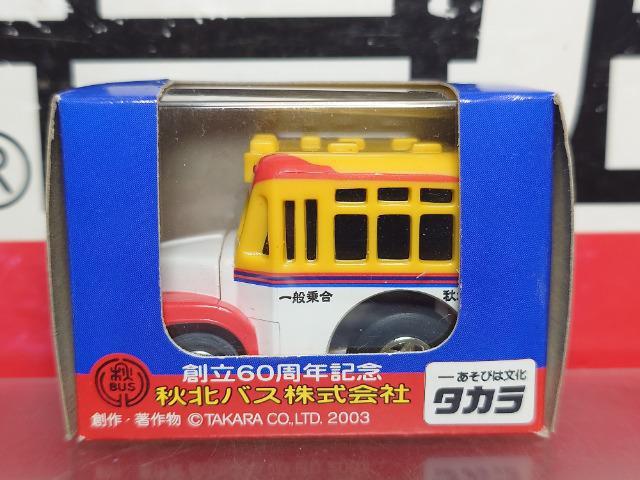 ®
一般乗合
秋
秋
BUS
創立60周年記念
秋北バス株式会社
創作・著作物 ©TAKARA CO.,LTD. 2003
ーあそびは文化
タカラ